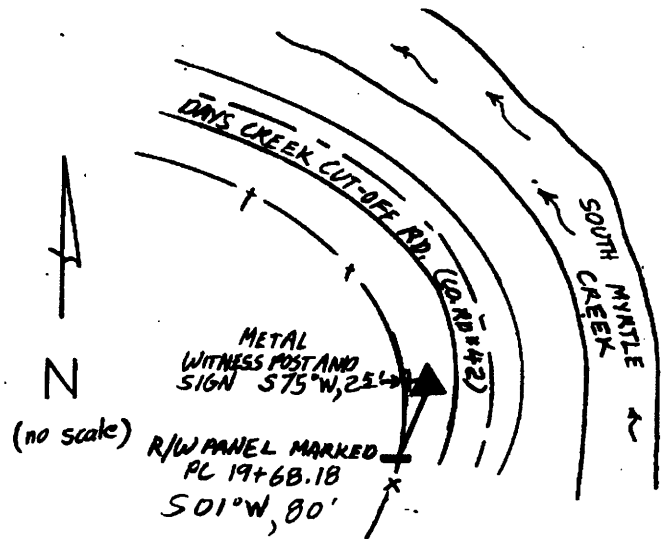 DAYS CREEK CUT-OFF RD. (CO.RD#42)
SOUTH MYRTLE
CREEK
METAL
WITNESS POST AND
SIGN S75°W, 25'
N
(no scale)
R/W PANEL MARKED
PC 19+68.18
S01°W, 80'